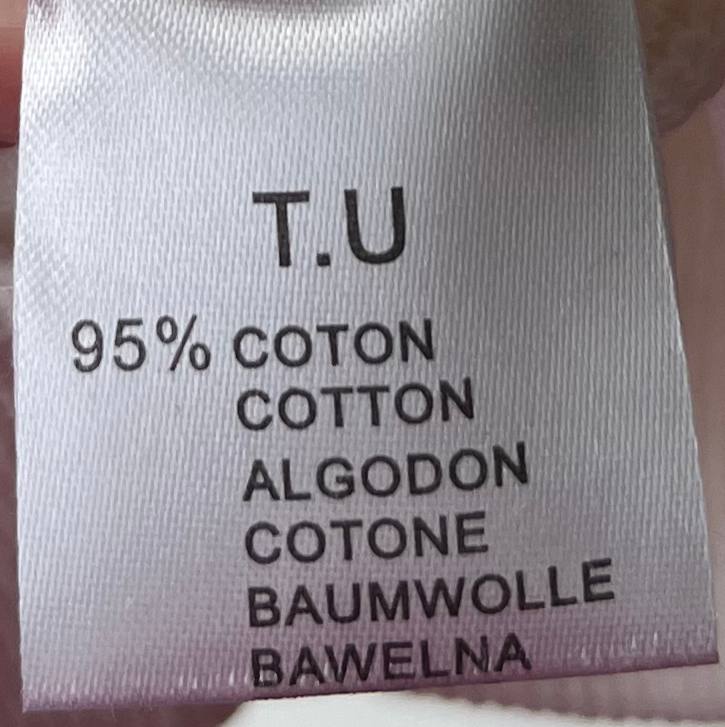 T.U
95% COTON
COTTON
ALGODON
COTONE
BAUMWOLLE
BAWELNA